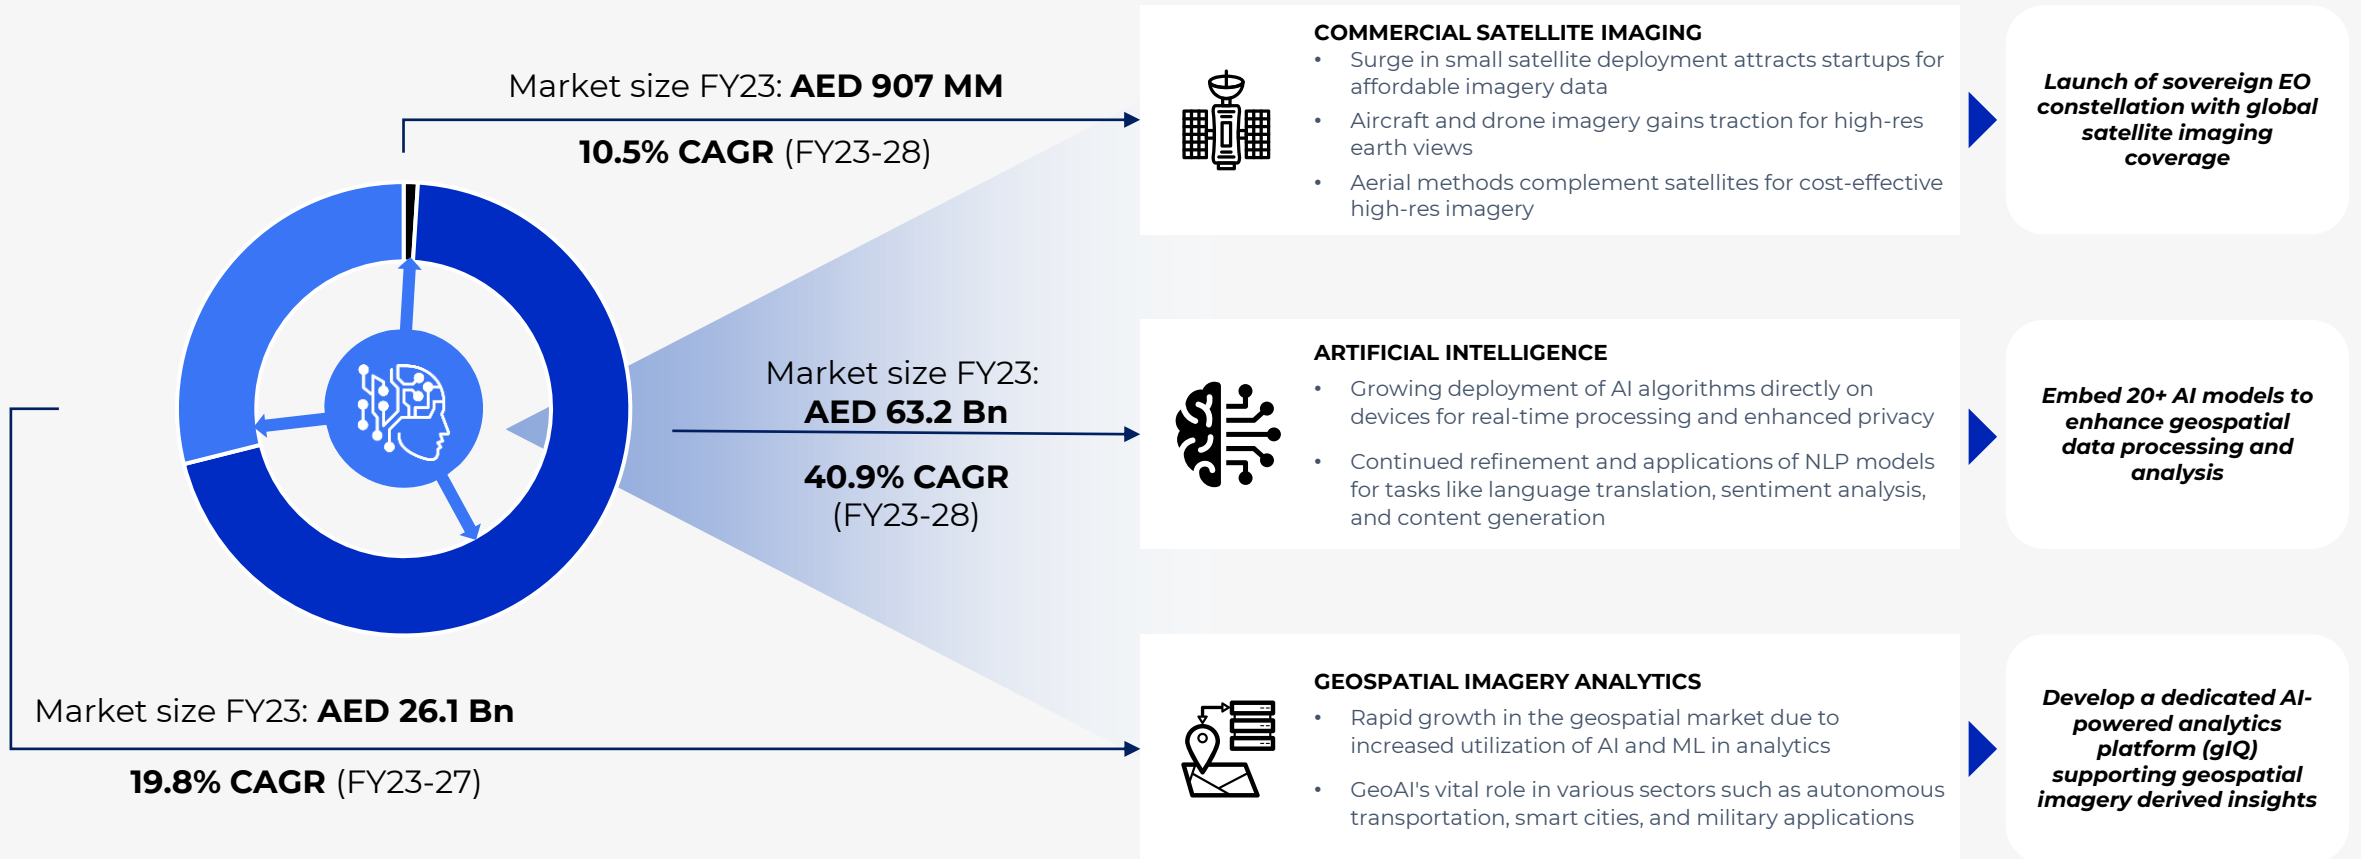 Market size FY23: AED 907 MM
10.5% CAGR (FY23-28)
COMMERCIAL SATELLITE IMAGING
• Surge in small satellite deployment attracts startups for
affordable imagery data
• Aircraft and drone imagery gains traction for high-res
earth views
• Aerial methods complement satellites for cost-effective
high-res imagery
Launch of sovereign EO
constellation with global
satellite imaging
coverage
Market size FY23:
AED 63.2 Bn
40.9% CAGR
(FY23-28)
ARTIFICIAL INTELLIGENCE
• Growing deployment of AI algorithms directly on
devices for real-time processing and enhanced privacy
• Continued refinement and applications of NLP models
for tasks like language translation, sentiment analysis,
and content generation
Embed 20+ AI models to
enhance geospatial
data processing and
analysis
Market size FY23: AED 26.1 Bn
19.8% CAGR (FY23-27)
GEOSPATIAL IMAGERY ANALYTICS
• Rapid growth in the geospatial market due to
increased utilization of AI and ML in analytics
• GeoAI's vital role in various sectors such as autonomous
transportation, smart cities, and military applications
Develop a dedicated AI-
powered analytics
platform (gIQ)
supporting geospatial
imagery derived insights